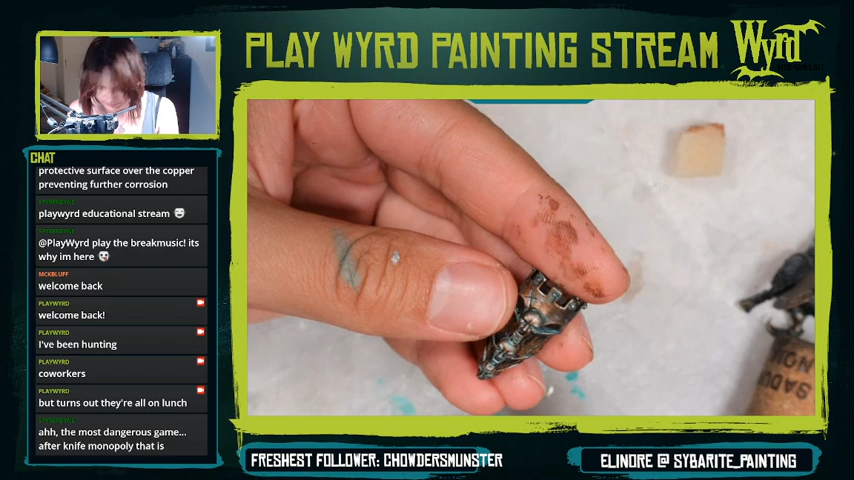 PLAY WYRD PAINTING STREAM
Wyrd
CHAT
protective surface over the copper
preventing further corrosion
playwyrd educational stream
@PlayWyrd play the breakmusic! its
why im here
MCKBLUFF
welcome back
PLAYWYRD
welcome back!
PLAYWYRD
I've been hunting
PLAYWYRD
coworkers
PLAYWYRD
but turns out they're all on lunch
ahh, the most dangerous game...
after knife monopoly that is
FRESHEST FOLLOWER: CHOWDERSMUNSTER
ELINORE @ SYBARITE_PAINTING